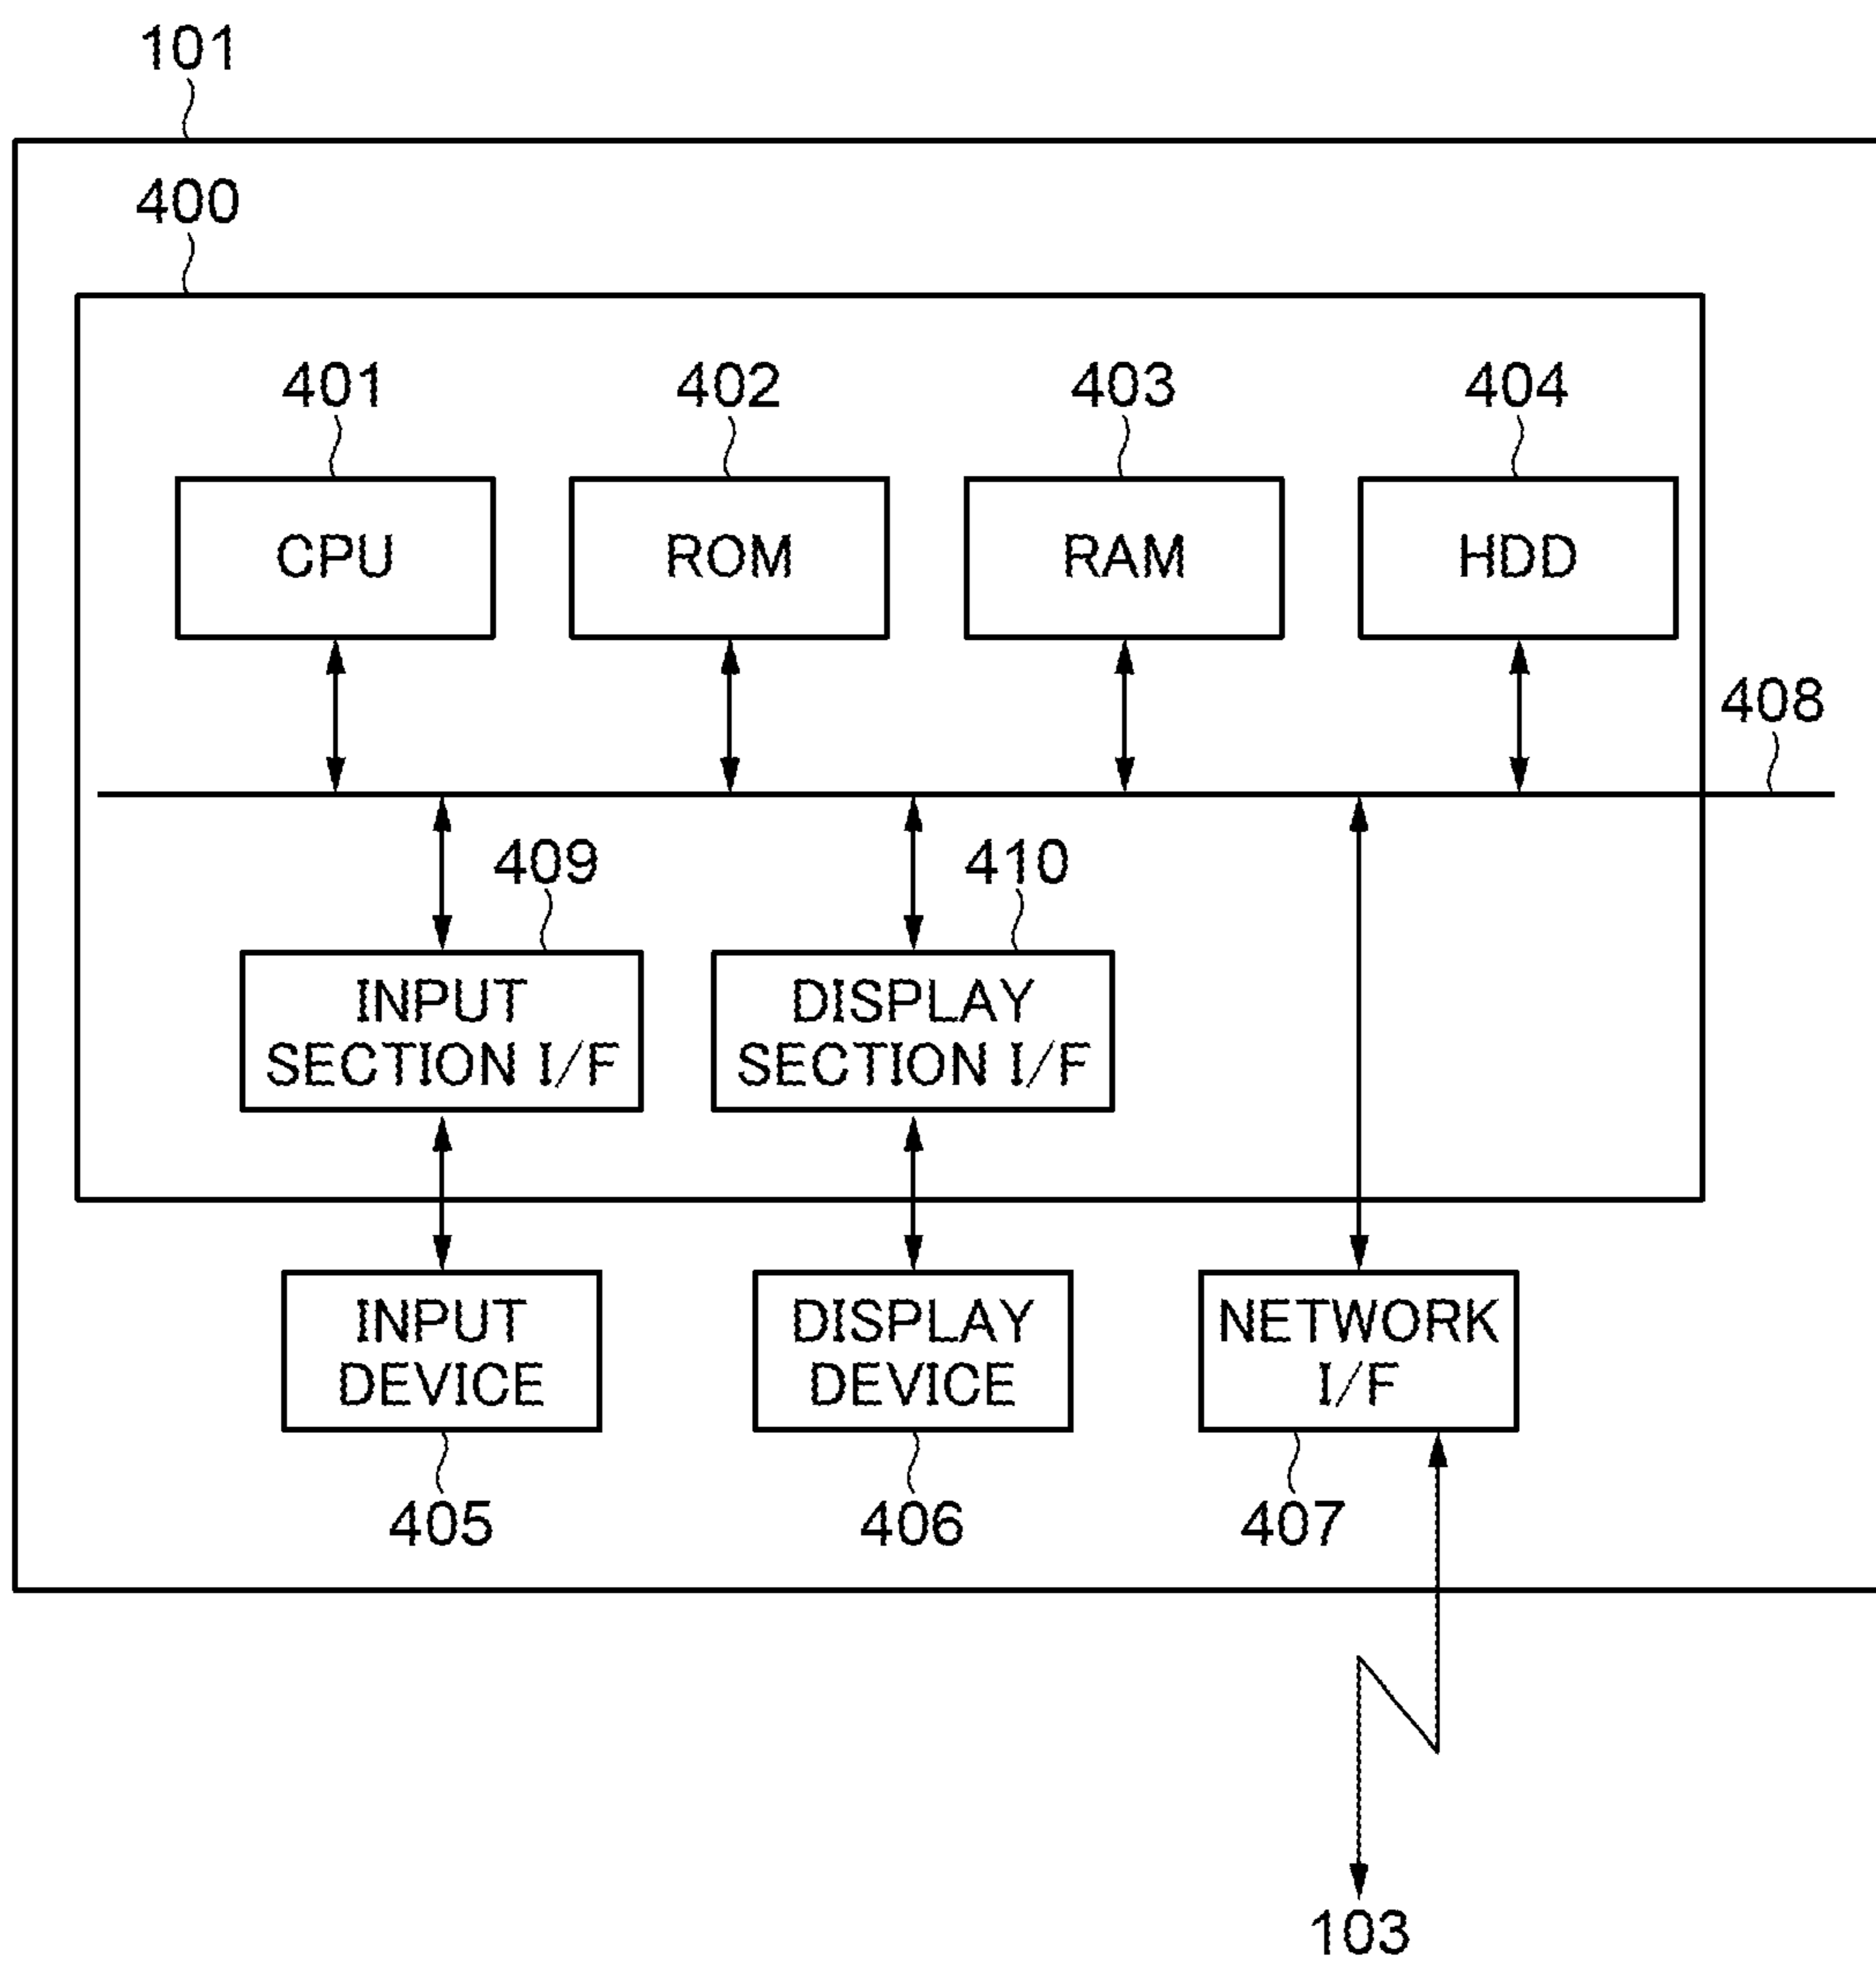 101
400
401
402
403
404
CPU
ROM
RAM
HDD
408
409
410
INPUT
SECTION I/F
DISPLAY
SECTION I/F
INPUT
DEVICE
DISPLAY
DEVICE
NETWORK
I/F
405
406
407
103